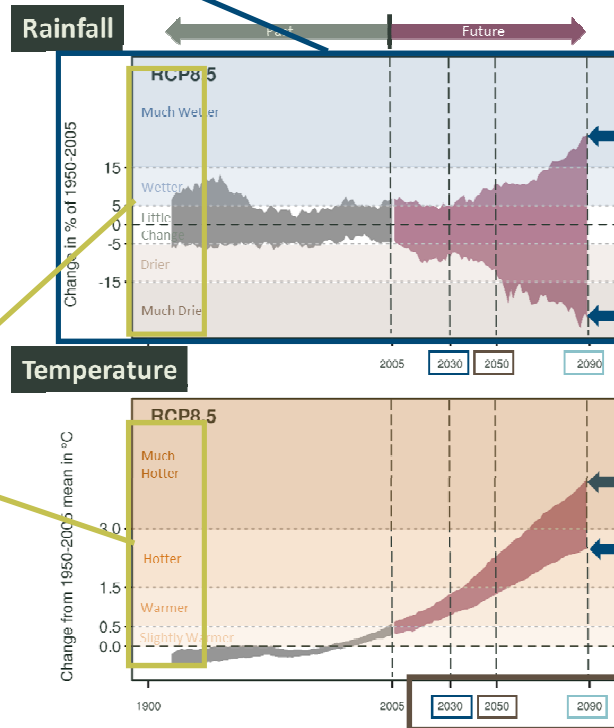 Rainfall
Past
Future
RCP8.5
Change in % of 1950-2005
Much Wetter
15
Wetter
5
Little
0
Change
-5
Drier
-15
Much Drier
2005
2030
2050
2090
Temperature
RCP8.5
Change from 1950-2005 mean in °C
Much
Hotter
3.0
Hotter
1.5
Warmer
0.5
Slightly Warmer
0.0
1900
2005
2030
2050
2090